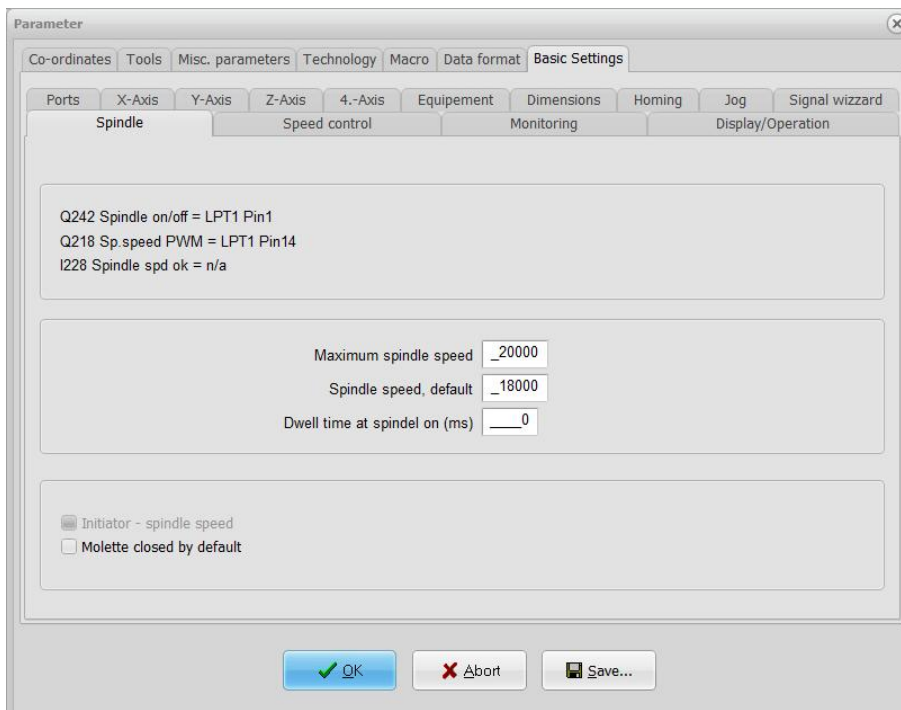 Parameter
Co-ordinates Tools Misc. parameters Technology Macro Data format Basic Settings
Ports X-Axis Y-Axis Z-Axis 4.-Axis Equipement Dimensions Homing Jog Signal wizzard
Spindle Speed control Monitoring Display/Operation
Q242 Spindle on/off = LPT1 Pin1
Q218 Sp.speed PWM = LPT1 Pin14
I228 Spindle spd ok = n/a
Maximum spindle speed _20000
Spindle speed, default _18000
Dwell time at spindel on (ms) ____0
Initiator - spindle speed
Molette closed by default
OK Abort Save...